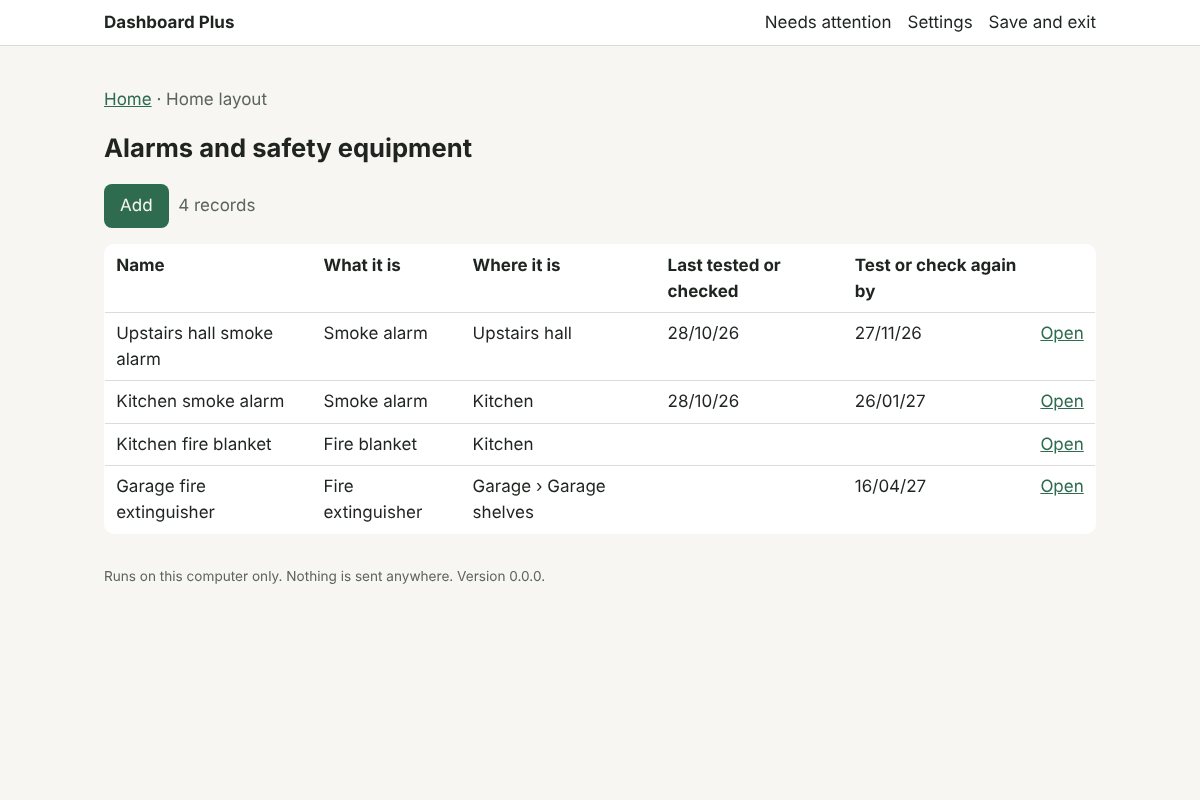 Dashboard Plus
Needs attention Settings Save and exit
Home · Home layout
Alarms and safety equipment
Add 4 records
Name What it is Where it is Last tested or checked Test or check again by
Upstairs hall smoke alarm Smoke alarm Upstairs hall 28/10/26 27/11/26 Open
Kitchen smoke alarm Smoke alarm Kitchen 28/10/26 26/01/27 Open
Kitchen fire blanket Fire blanket Kitchen Open
Garage fire extinguisher Fire extinguisher Garage › Garage shelves 16/04/27 Open
Runs on this computer only. Nothing is sent anywhere. Version 0.0.0.